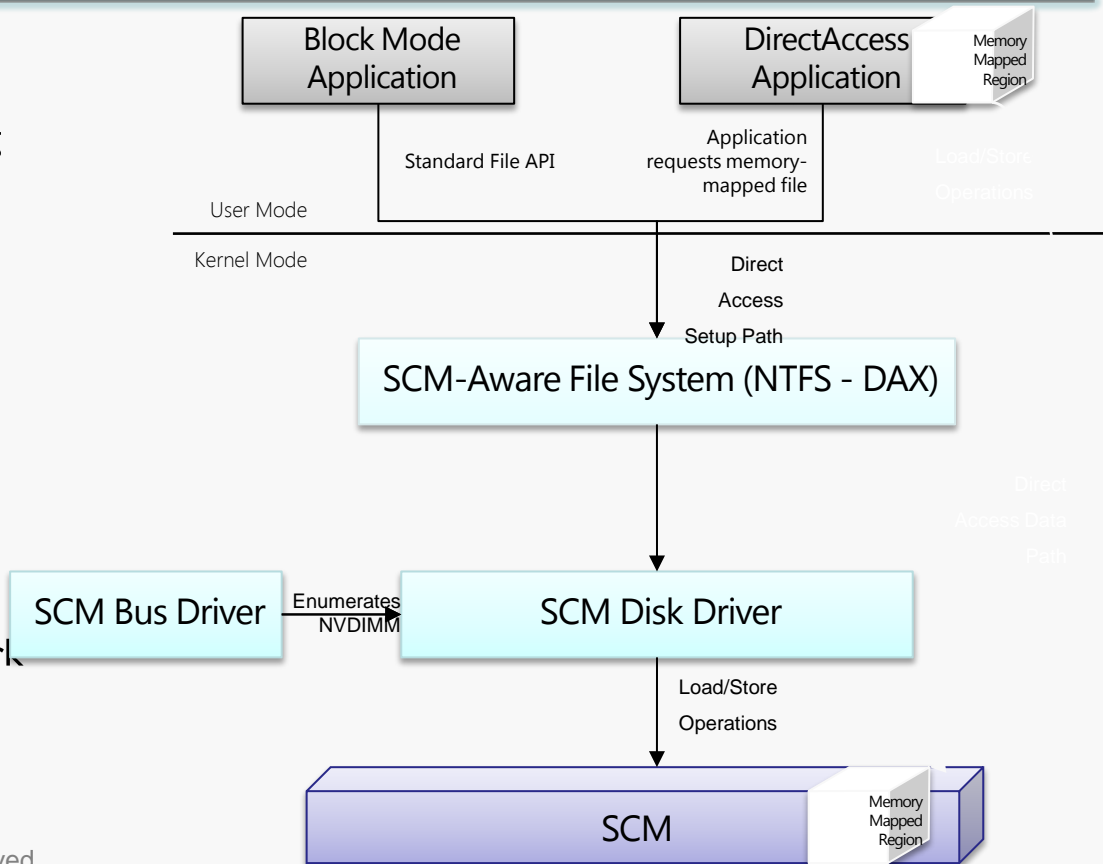 Block Mode
Application
DirectAccess
Application
Memory
Mapped
Region
Standard File API
Application
requests memory-
mapped file
Load/Store
Operations
User Mode
Kernel Mode
Direct
Access
Setup Path
SCM-Aware File System (NTFS - DAX)
Direct
Access Data
Path
SCM Bus Driver
Enumerates
NVDIMM
SCM Disk Driver
Load/Store
Operations
SCM
Memory
Mapped
Region